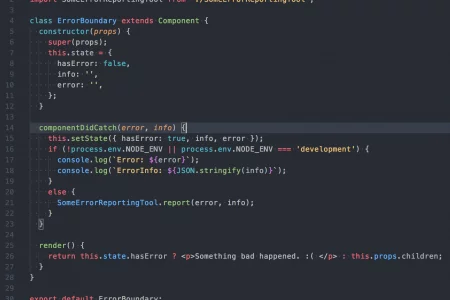 2 import SomeErrorReportingTool from './SomeErrorReportingTool'
3
4 class ErrorBoundary extends Component {
5 constructor(props) {
6 super(props);
7 this.state = {
8 hasError: false,
9 info: '',
10 error: '',
11 };
12 }
13
14 componentDidCatch(error, info) {
15 this.setState({ hasError: true, info, error });
16 if (!process.env.NODE_ENV || process.env.NODE_ENV === 'development') {
17 console.log(`Error: ${error}`);
18 console.log(`ErrorInfo: ${JSON.stringify(info)}`);
19 }
20 else {
21 SomeErrorReportingTool.report(error, info);
22 }
23 }
24
25 render() {
26 return this.state.hasError ? <p>Something bad happened. :( </p> : this.props.children;
27 }
28 }
29
30 export default ErrorBoundary;